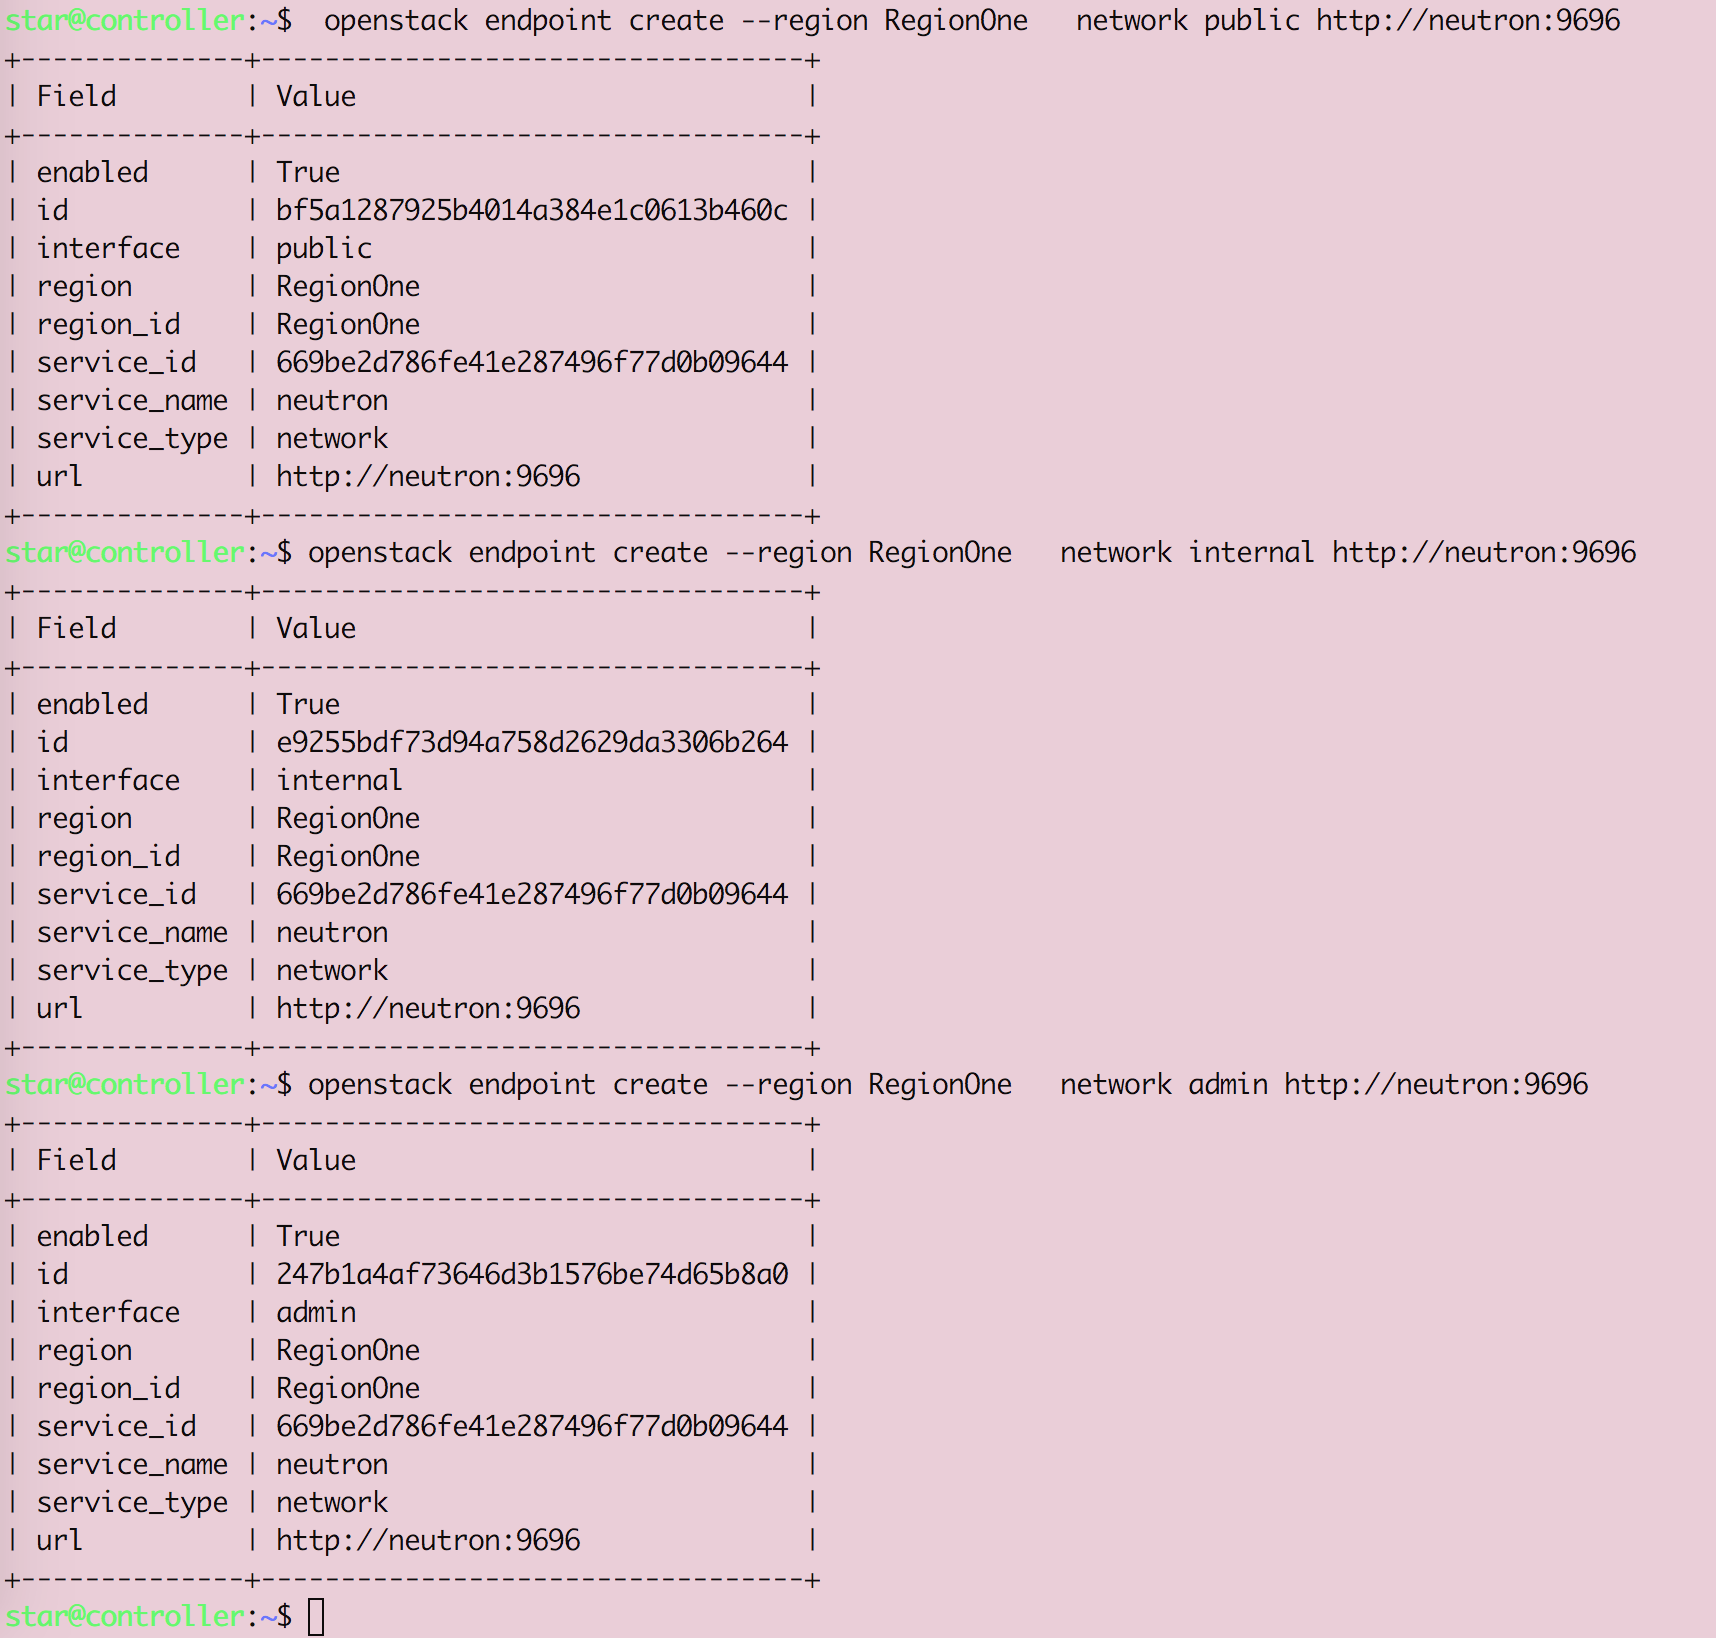 star@controller:~$  openstack endpoint create --region RegionOne   network public http://neutron:9696
+--------------+----------------------------------+
| Field        | Value                            |
+--------------+----------------------------------+
| enabled      | True                             |
| id           | bf5a1287925b4014a384e1c0613b460c |
| interface    | public                           |
| region       | RegionOne                        |
| region_id    | RegionOne                        |
| service_id   | 669be2d786fe41e287496f77d0b09644 |
| service_name | neutron                          |
| service_type | network                          |
| url          | http://neutron:9696              |
+--------------+----------------------------------+
star@controller:~$ openstack endpoint create --region RegionOne   network internal http://neutron:9696
+--------------+----------------------------------+
| Field        | Value                            |
+--------------+----------------------------------+
| enabled      | True                             |
| id           | e9255bdf73d94a758d2629da3306b264 |
| interface    | internal                         |
| region       | RegionOne                        |
| region_id    | RegionOne                        |
| service_id   | 669be2d786fe41e287496f77d0b09644 |
| service_name | neutron                          |
| service_type | network                          |
| url          | http://neutron:9696              |
+--------------+----------------------------------+
star@controller:~$ openstack endpoint create --region RegionOne   network admin http://neutron:9696
+--------------+----------------------------------+
| Field        | Value                            |
+--------------+----------------------------------+
| enabled      | True                             |
| id           | 247b1a4af73646d3b1576be74d65b8a0 |
| interface    | admin                            |
| region       | RegionOne                        |
| region_id    | RegionOne                        |
| service_id   | 669be2d786fe41e287496f77d0b09644 |
| service_name | neutron                          |
| service_type | network                          |
| url          | http://neutron:9696              |
+--------------+----------------------------------+
star@controller:~$